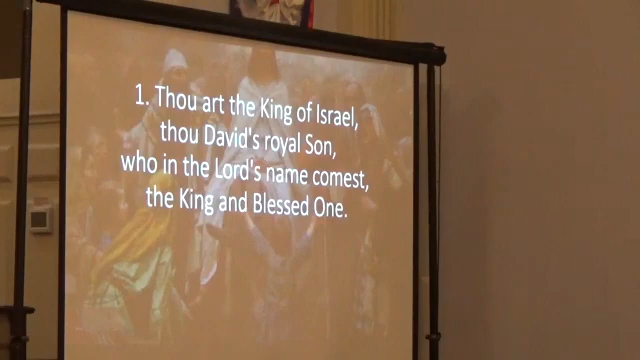 1. Thou art the King of Israel,
thou David's royal Son,
who in the Lord's name comest,
the King and Blessed One.